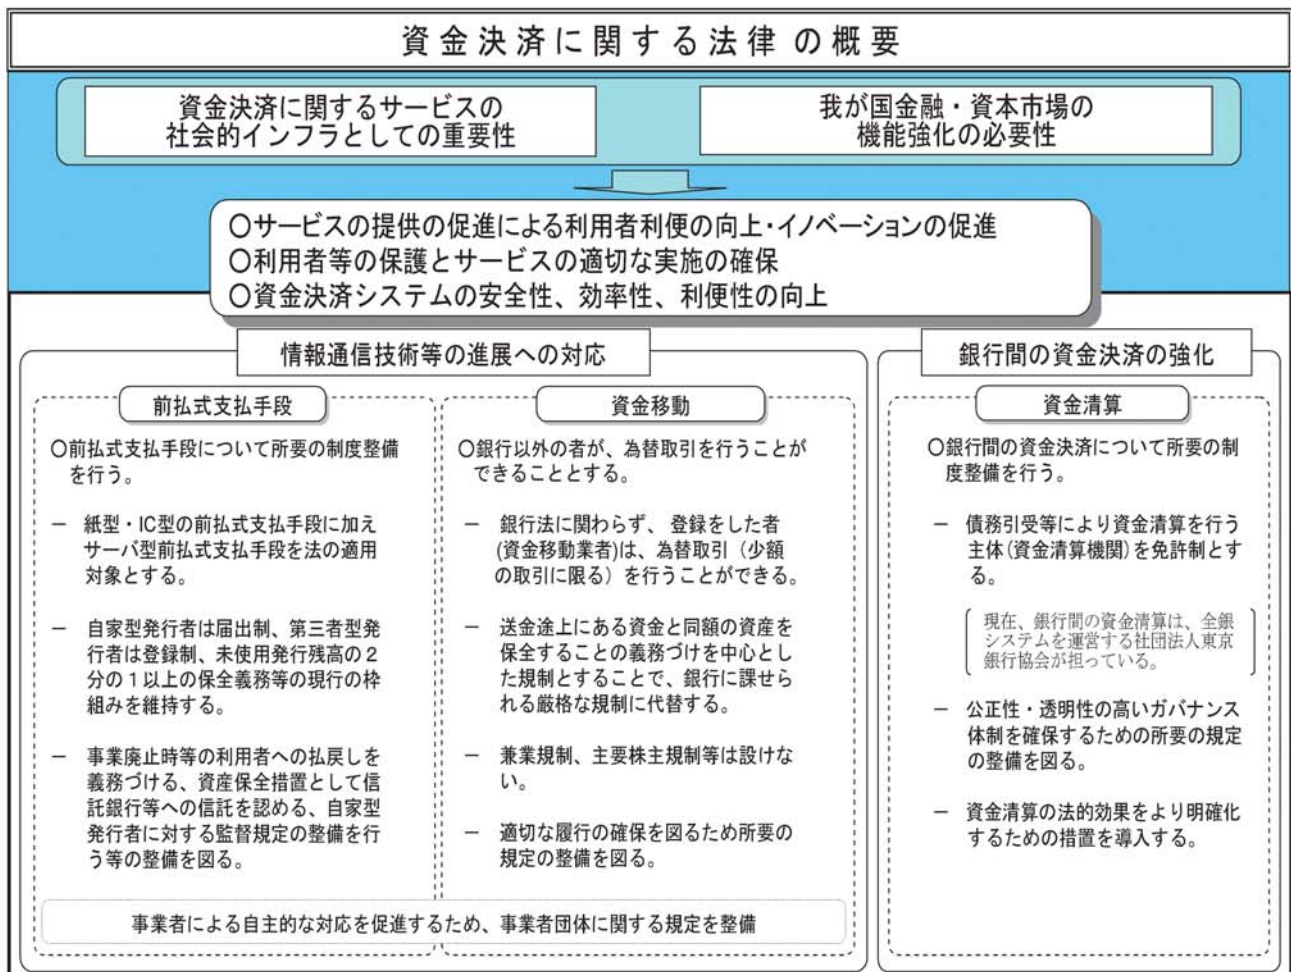 資金決済に関する法律 の概要
資金決済に関するサービスの
社会的インフラとしての重要性
我が国金融・資本市場の
機能強化の必要性
○サービスの提供の促進による利用者利便の向上・イノベーションの促進
○利用者等の保護とサービスの適切な実施の確保
○資金決済システムの安全性、効率性、利便性の向上
情報通信技術等の進展への対応
前払式支払手段
○前払式支払手段について所要の制度整備
を行う。
－ 紙型・IC型の前払式支払手段に加え
サーバ型前払式支払手段を法の適用
対象とする。
－ 自家型発行者は届出制、第三者型発
行者は登録制、未使用発行残高の２
分の１以上の保全義務等の現行の枠
組みを維持する。
－ 事業廃止時等の利用者への払戻しを
義務づける、資産保全措置として信
託銀行等への信託を認める、自家型
発行者に対する監督規定の整備を行
う等の整備を図る。
資金移動
○銀行以外の者が、為替取引を行うことが
できることとする。
－ 銀行法に関わらず、登録をした者
(資金移動業者)は、為替取引（少額
の取引に限る）を行うことができる。
－ 送金途上にある資金と同額の資産を
保全することの義務づけを中心とし
た規制とすることで、銀行に課せら
れる厳格な規制に代替する。
－ 兼業規制、主要株主規制等は設けな
い。
－ 適切な履行の確保を図るため所要の
規定の整備を図る。
事業者による自主的な対応を促進するため、事業者団体に関する規定を整備
銀行間の資金決済の強化
資金清算
○銀行間の資金決済について所要の制
度整備を行う。
－ 債務引受等により資金清算を行う
主体(資金清算機関)を免許制とす
る。
現在、銀行間の資金清算は、全銀
システムを運営する社団法人東京
銀行協会が担っている。
－ 公正性・透明性の高いガバナンス
体制を確保するための所要の規定
の整備を図る。
－ 資金清算の法的効果をより明確化
するための措置を導入する。